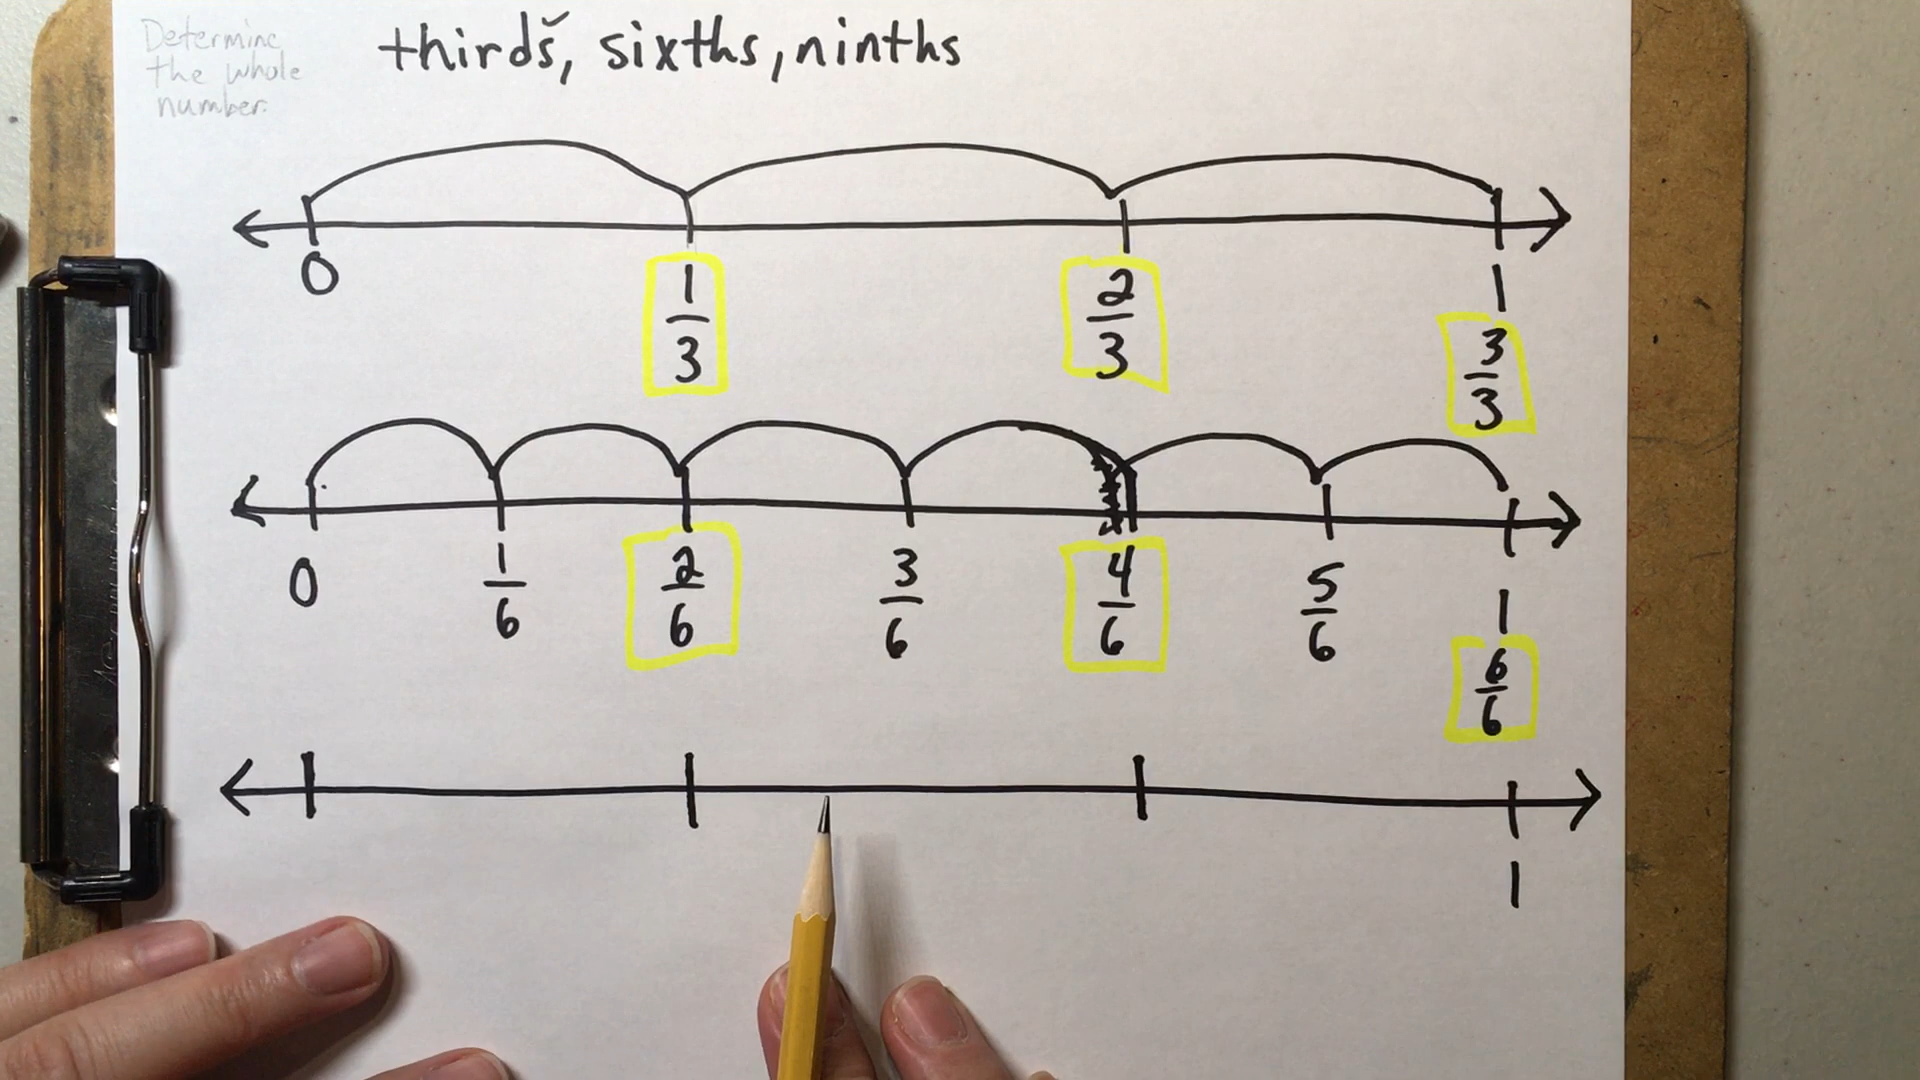 Determine
the whole
number.
thirds, sixths, ninths
0 1/3 2/3 1
3/3
0 1/6 2/6 3/6 4/6 5/6 1
6/6
1